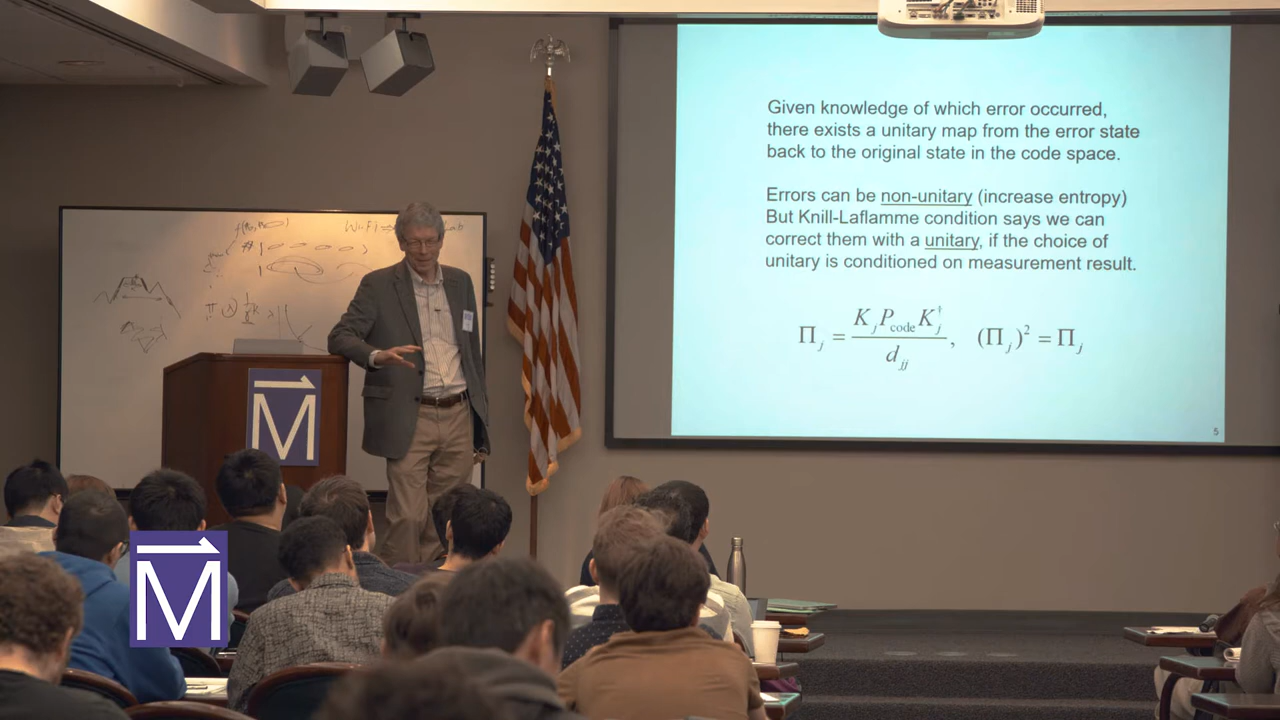 Given knowledge of which error occurred,
there exists a unitary map from the error state
back to the original state in the code space.
Errors can be non-unitary (increase entropy)
But Knill-Laflamme condition says we can
correct them with a unitary, if the choice of
unitary is conditioned on measurement result.
Π_j = K_j P_code K_j^† / d_jj, (Π_j)^2 = Π_j
5
M
M